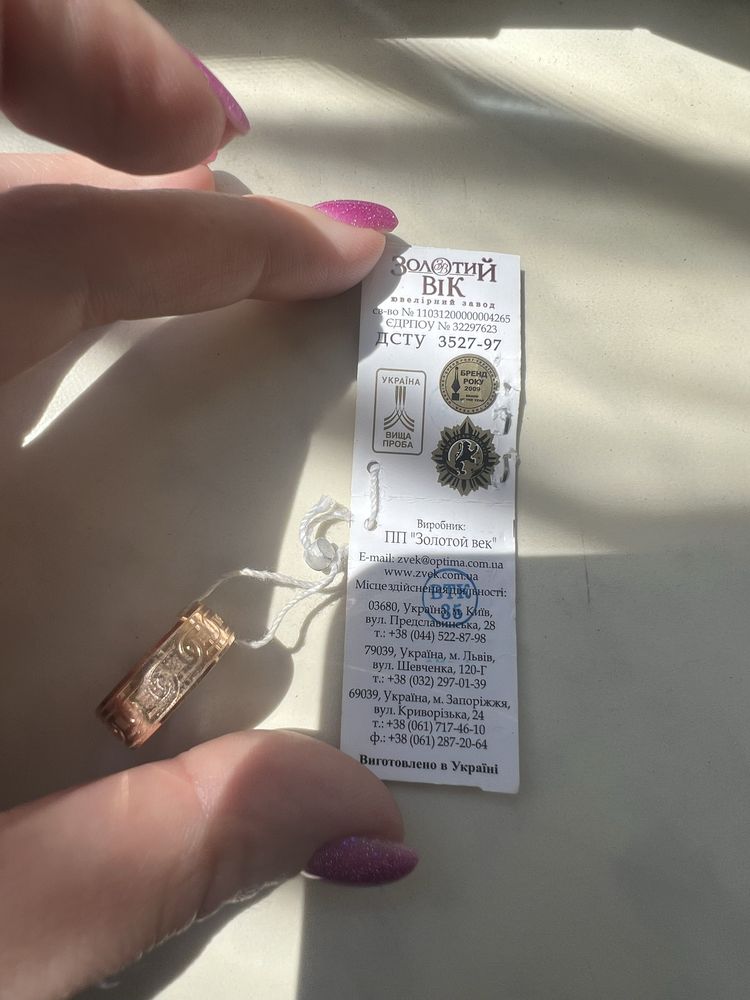 ЗОЛОТИЙ
ВІК
ювелірний завод
св-во № 11031200000004265
ЄДРПОУ № 32297623
ДСТУ 3527-97
УКРАЇНА
ВИЩА
ПРОБА
БРЕНД
РОКУ
2009
Виробник:
ПП "Золотой век"
E-mail: zvek@optima.com.ua
www.zvek.com.ua
Місце здійснення діяльності:
ВТК
35
03680, Україна, м. Київ,
вул. Предславинська, 28
т.: +38 (044) 522-87-98
79039, Україна, м. Львів,
вул. Шевченка, 120-Г
т.: +38 (032) 297-01-39
69039, Україна, м. Запоріжжя,
вул. Криворізька, 24
т.: +38 (061) 717-46-10
ф.: +38 (061) 287-20-64
Виготовлено в Україні